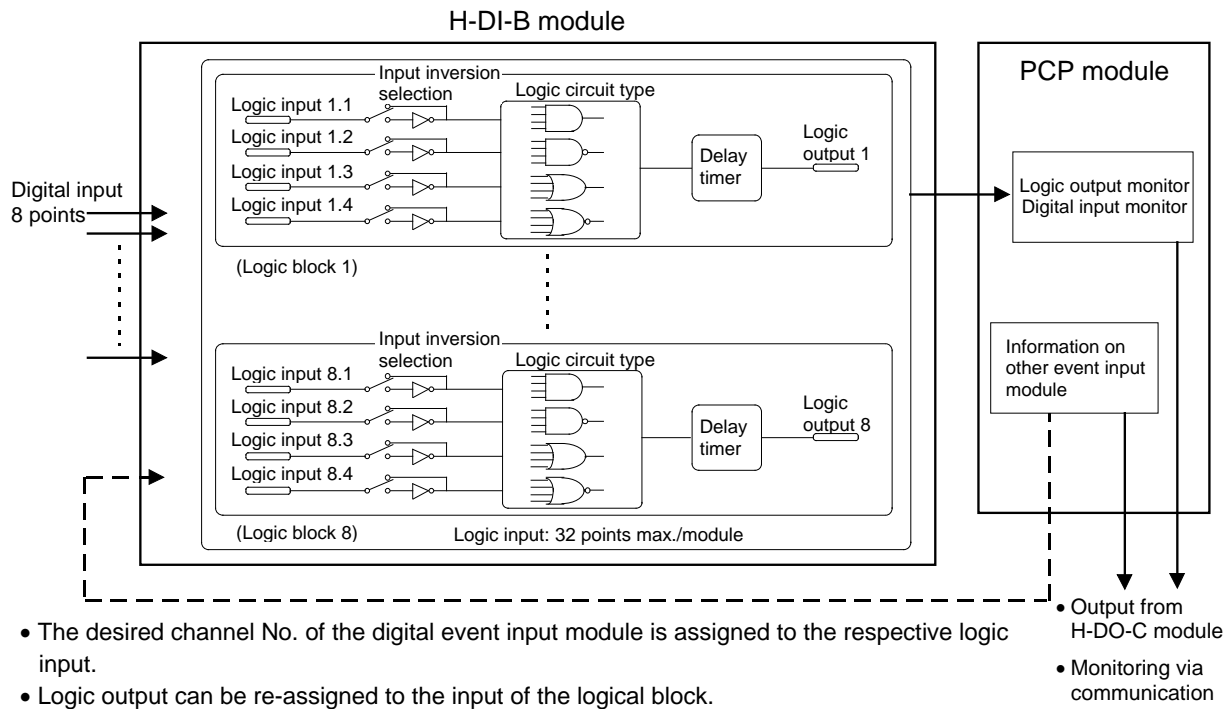 H-DI-B module
PCP module
Input inversion
selection
Logic circuit type
Logic input 1.1
Logic input 1.2
Logic input 1.3
Logic input 1.4
Delay
timer
Logic
output 1
(Logic block 1)
Digital input
8 points
Logic output monitor
Digital input monitor
Input inversion
selection
Logic circuit type
Logic input 8.1
Logic input 8.2
Logic input 8.3
Logic input 8.4
Delay
timer
Logic
output 8
(Logic block 8)
Logic input: 32 points max./module
Information on
other event input
module
• Output from
H-DO-C module
• Monitoring via
communication
• The desired channel No. of the digital event input module is assigned to the respective logic
input.
• Logic output can be re-assigned to the input of the logical block.